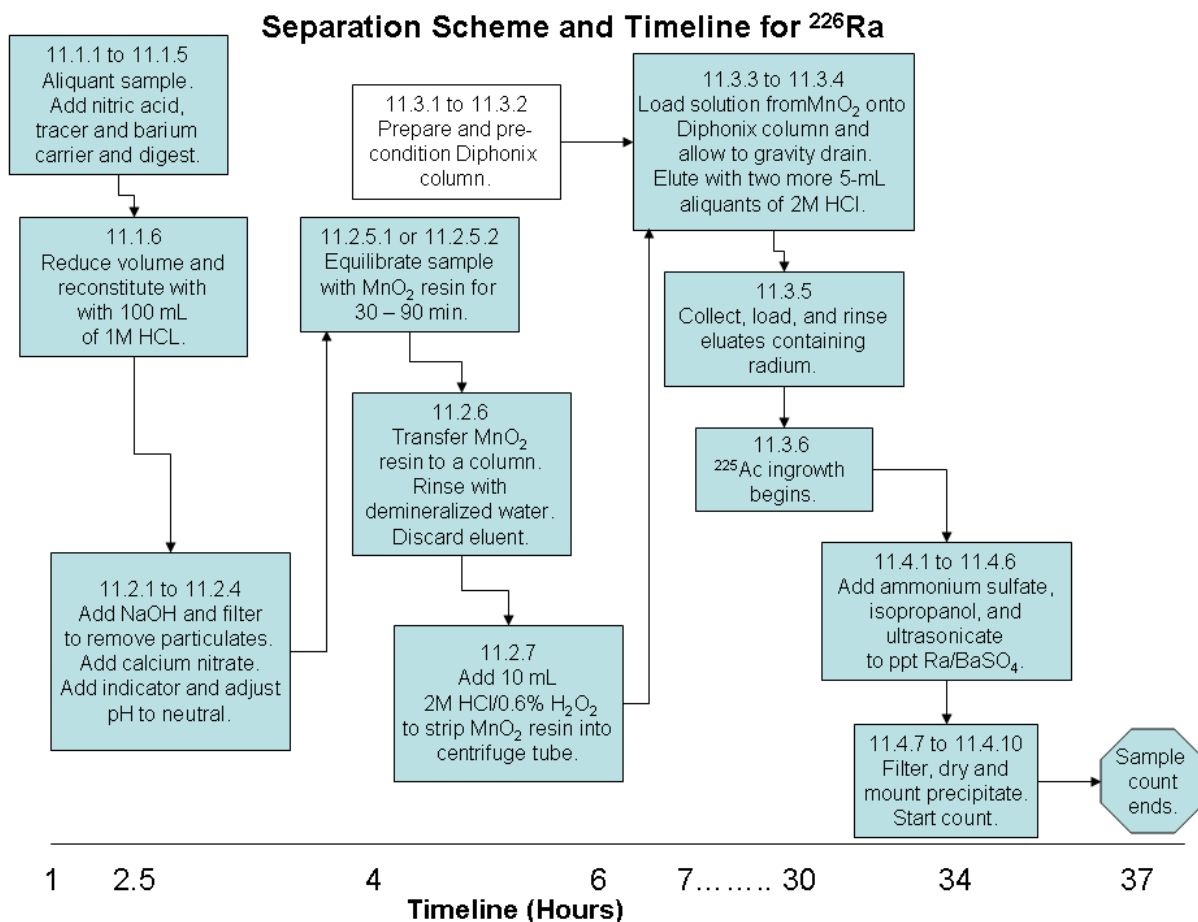 Separation Scheme and Timeline for ²²⁶Ra
11.1.1 to 11.1.5
Aliquant sample.
Add nitric acid,
tracer and barium
carrier and digest.
11.1.6
Reduce volume and
reconstitute with
with 100 mL
of 1M HCL.
11.2.1 to 11.2.4
Add NaOH and filter
to remove particulates.
Add calcium nitrate.
Add indicator and adjust
pH to neutral.
11.2.5.1 or 11.2.5.2
Equilibrate sample
with MnO₂ resin for
30 – 90 min.
11.2.6
Transfer MnO₂
resin to a column.
Rinse with
demineralized water.
Discard eluent.
11.2.7
Add 10 mL
2M HCl/0.6% H₂O₂
to strip MnO₂ resin into
centrifuge tube.
11.3.1 to 11.3.2
Prepare and pre-
condition Diphonix
column.
11.3.3 to 11.3.4
Load solution fromMnO₂ onto
Diphonix column and
allow to gravity drain.
Elute with two more 5-mL
aliquants of 2M HCl.
11.3.5
Collect, load, and rinse
eluates containing
radium.
11.3.6
²²⁵Ac ingrowth
begins.
11.4.1 to 11.4.6
Add ammonium sulfate,
isopropanol, and
ultrasonicate
to ppt Ra/BaSO₄.
11.4.7 to 11.4.10
Filter, dry and
mount precipitate.
Start count.
Sample
count
ends.
1 2.5 4 6 7…….. 30 34 37
Timeline (Hours)